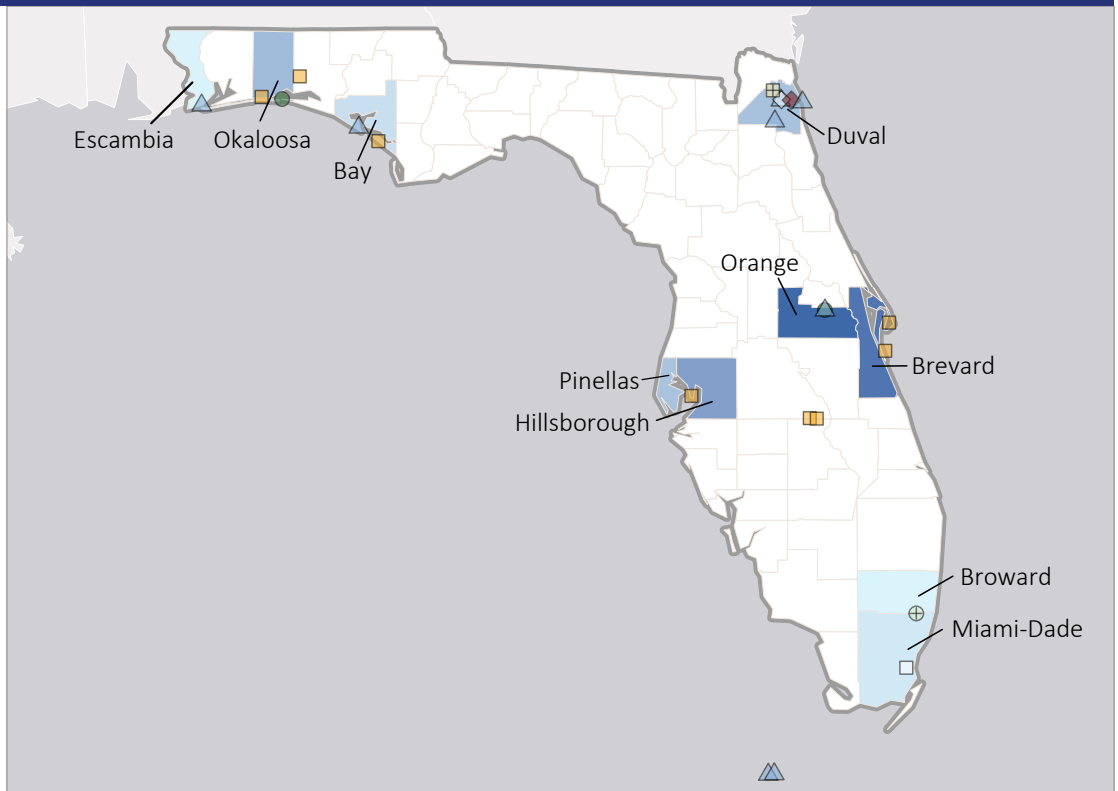 Escambia
Okaloosa
Bay
Duval
Orange
Pinellas
Brevard
Hillsborough
Broward
Miami-Dade